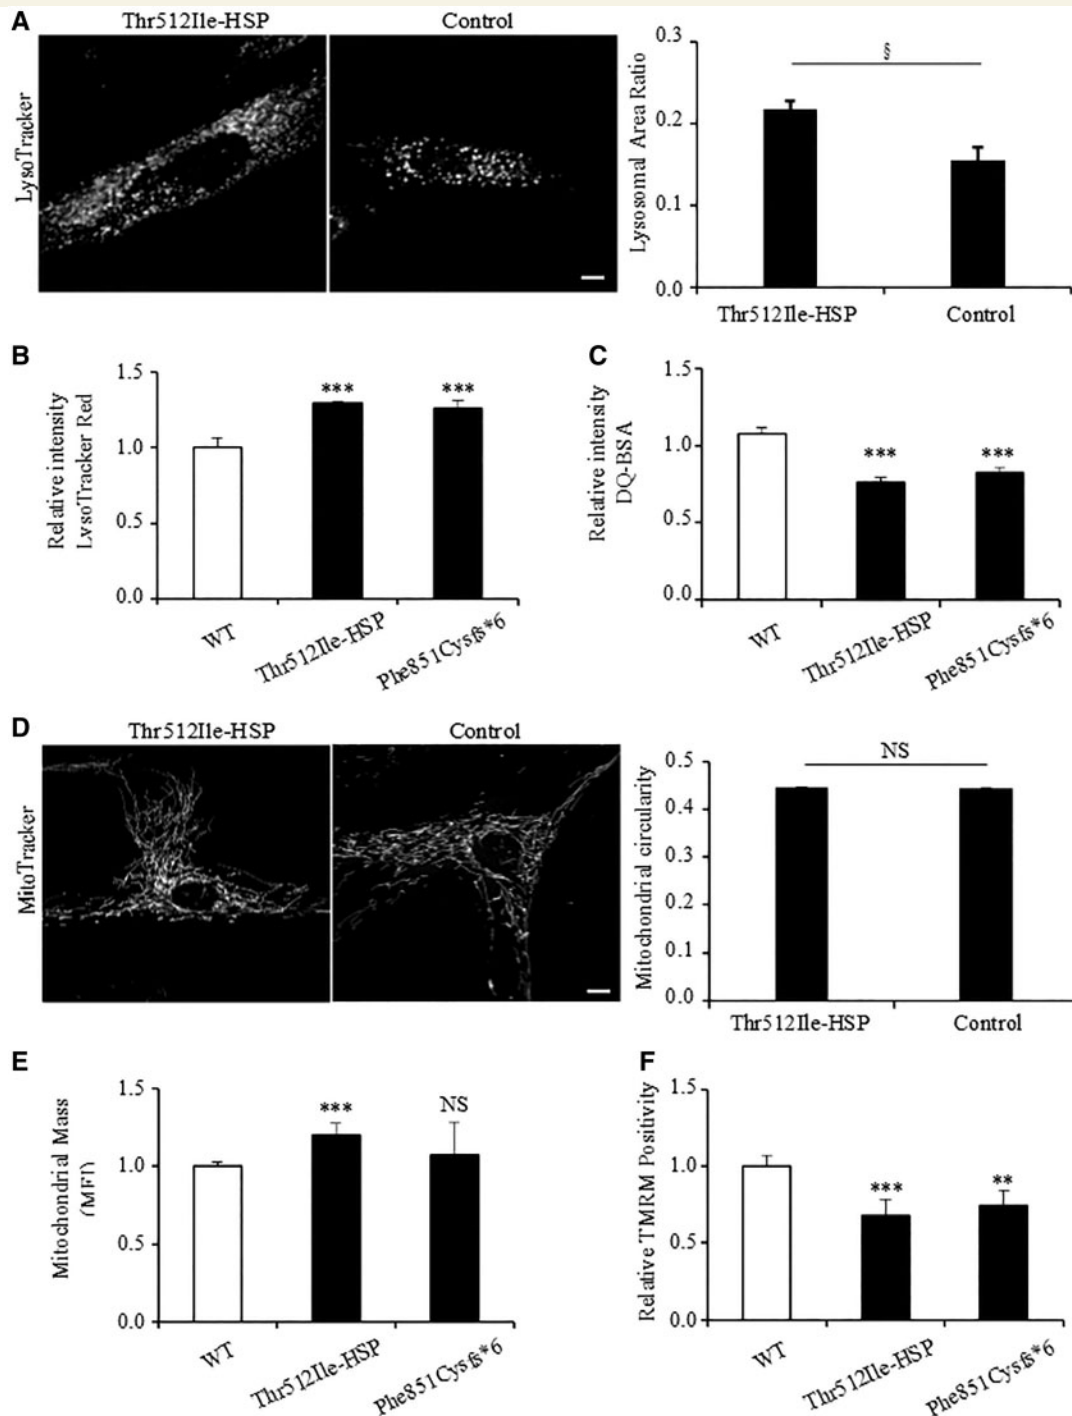 A
Thr512Ile-HSP Control
LysoTracker
Lysosomal Area Ratio
0.3
0.2
0.1
0.0
§
Thr512Ile-HSP Control
B
Relative intensity
LysoTracker Red
1.5
1.0
0.5
0.0
*** ***
WT Thr512Ile-HSP Phe851Cysfs*6
C
Relative intensity
DQ-BSA
1.5
1.0
0.5
0.0
*** ***
WT Thr512Ile-HSP Phe851Cysfs*6
D
Thr512Ile-HSP Control
MitoTracker
Mitochondrial circularity
0.5
0.4
0.3
0.2
0.1
0.0
NS
Thr512Ile-HSP Control
E
Mitochondrial Mass
(MFI)
1.5
1.0
0.5
0.0
*** NS
WT Thr512Ile-HSP Phe851Cysfs*6
F
Relative TMRM Positivity
1.5
1.0
0.5
0.0
*** **
WT Thr512Ile-HSP Phe851Cysfs*6